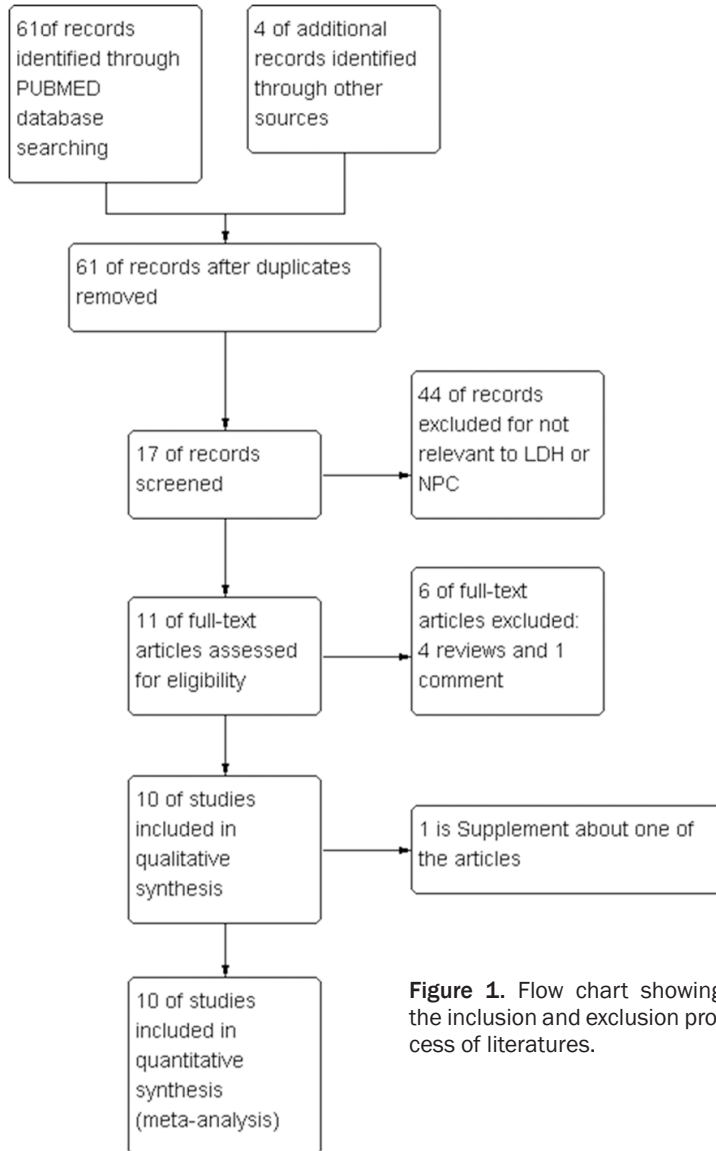 61of records
identified through
PUBMED
database
searching
4 of additional
records identified
through other
sources
61 of records after duplicates
removed
17 of records
screened
44 of records
excluded for not
relevant to LDH or
NPC
11 of full-text
articles assessed
for eligibility
6 of full-text
articles excluded:
4 reviews and 1
comment
10 of studies
included in
qualitative
synthesis
1 is Supplement about one of
the articles
10 of studies
included in
quantitative
synthesis
(meta-analysis)
Figure 1. Flow chart showing
the inclusion and exclusion pro-
cess of literatures.